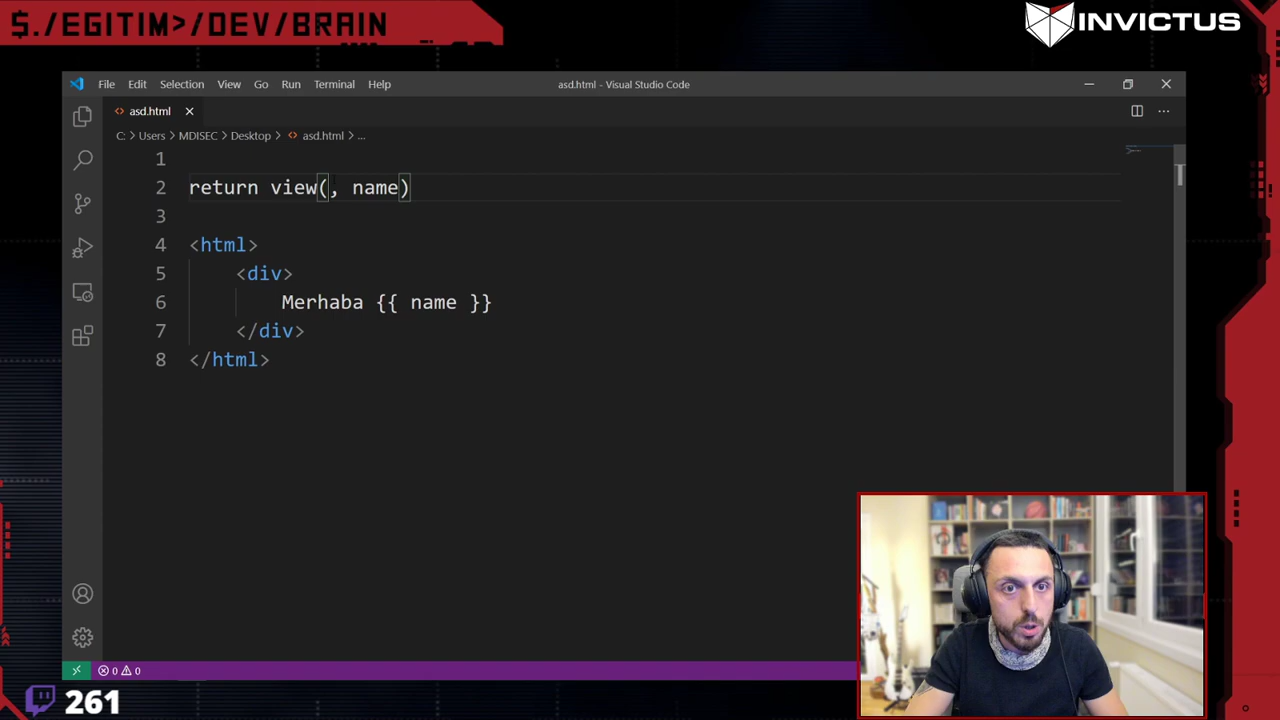 $./EGITIM>/DEV/BRAIN
INVICTUS
File Edit Selection View Go Run Terminal Help
asd.html - Visual Studio Code
asd.html
C: > Users > MDISEC > Desktop > asd.html > ...
1
2 return view(, name)
3
4 <html>
5 <div>
6 Merhaba {{ name }}
7 </div>
8 </html>
0 0
261